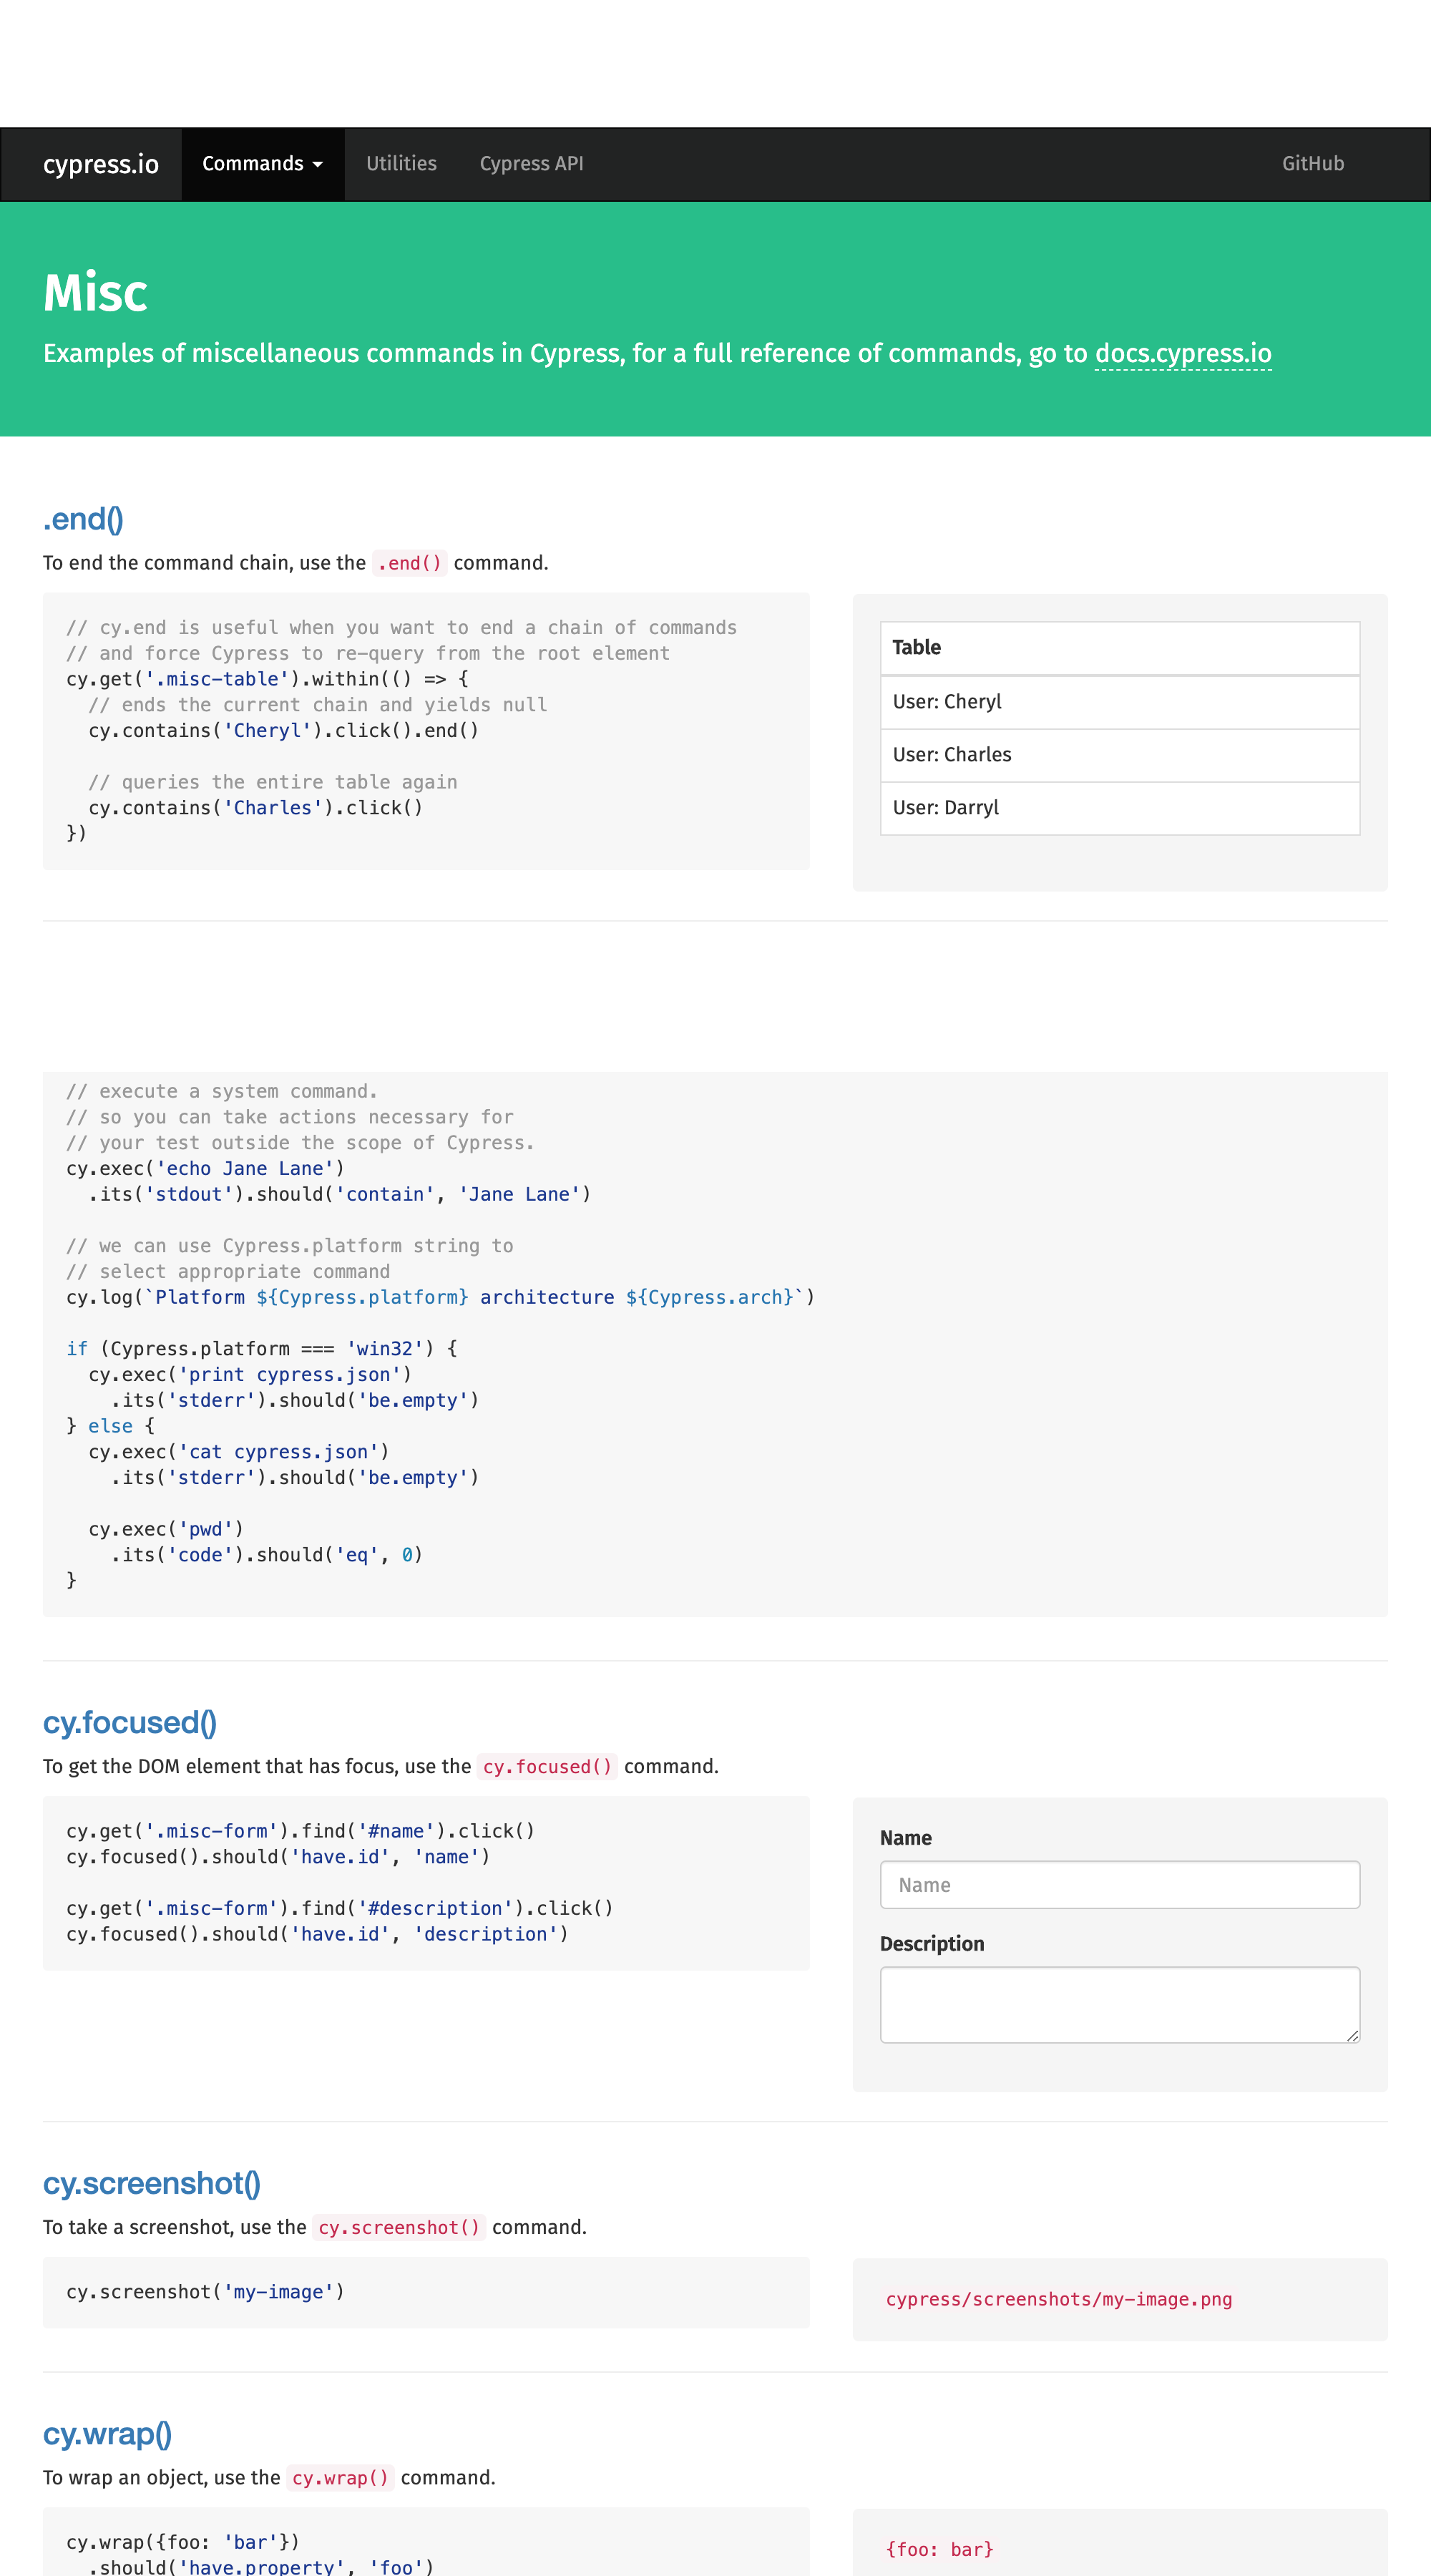 cypress.io Commands Utilities Cypress API GitHub
Misc
Examples of miscellaneous commands in Cypress, for a full reference of commands, go to docs.cypress.io
.end()
To end the command chain, use the .end() command.
// cy.end is useful when you want to end a chain of commands
// and force Cypress to re-query from the root element
cy.get('.misc-table').within(() => {
  // ends the current chain and yields null
  cy.contains('Cheryl').click().end()

  // queries the entire table again
  cy.contains('Charles').click()
})
Table
User: Cheryl
User: Charles
User: Darryl
// execute a system command.
// so you can take actions necessary for
// your test outside the scope of Cypress.
cy.exec('echo Jane Lane')
  .its('stdout').should('contain', 'Jane Lane')

// we can use Cypress.platform string to
// select appropriate command
cy.log(`Platform ${Cypress.platform} architecture ${Cypress.arch}`)

if (Cypress.platform === 'win32') {
  cy.exec('print cypress.json')
    .its('stderr').should('be.empty')
} else {
  cy.exec('cat cypress.json')
    .its('stderr').should('be.empty')

  cy.exec('pwd')
    .its('code').should('eq', 0)
}
cy.focused()
To get the DOM element that has focus, use the cy.focused() command.
cy.get('.misc-form').find('#name').click()
cy.focused().should('have.id', 'name')

cy.get('.misc-form').find('#description').click()
cy.focused().should('have.id', 'description')
Name
Name
Description
cy.screenshot()
To take a screenshot, use the cy.screenshot() command.
cy.screenshot('my-image')
cypress/screenshots/my-image.png
cy.wrap()
To wrap an object, use the cy.wrap() command.
cy.wrap({foo: 'bar'})
  .should('have.property', 'foo')
{foo: bar}